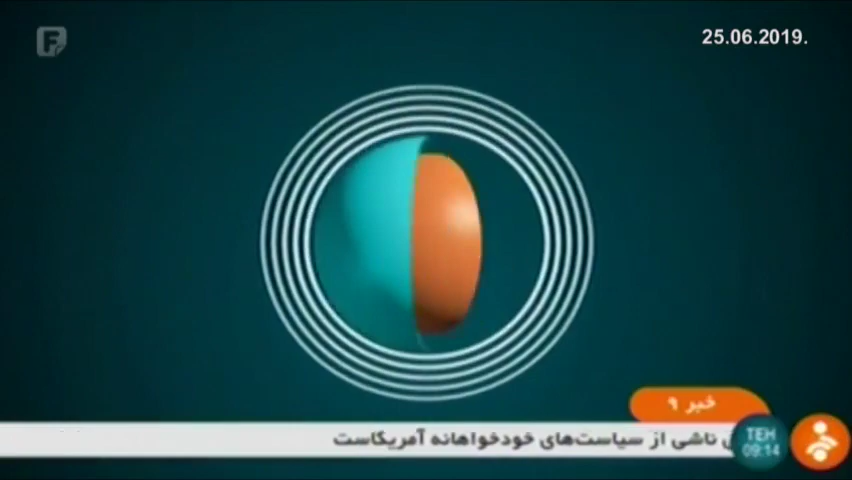 F
25.06.2019.
خبر ۹
ناشی از سیاست‌های خودخواهانه آمریکاست
TEH
09:14